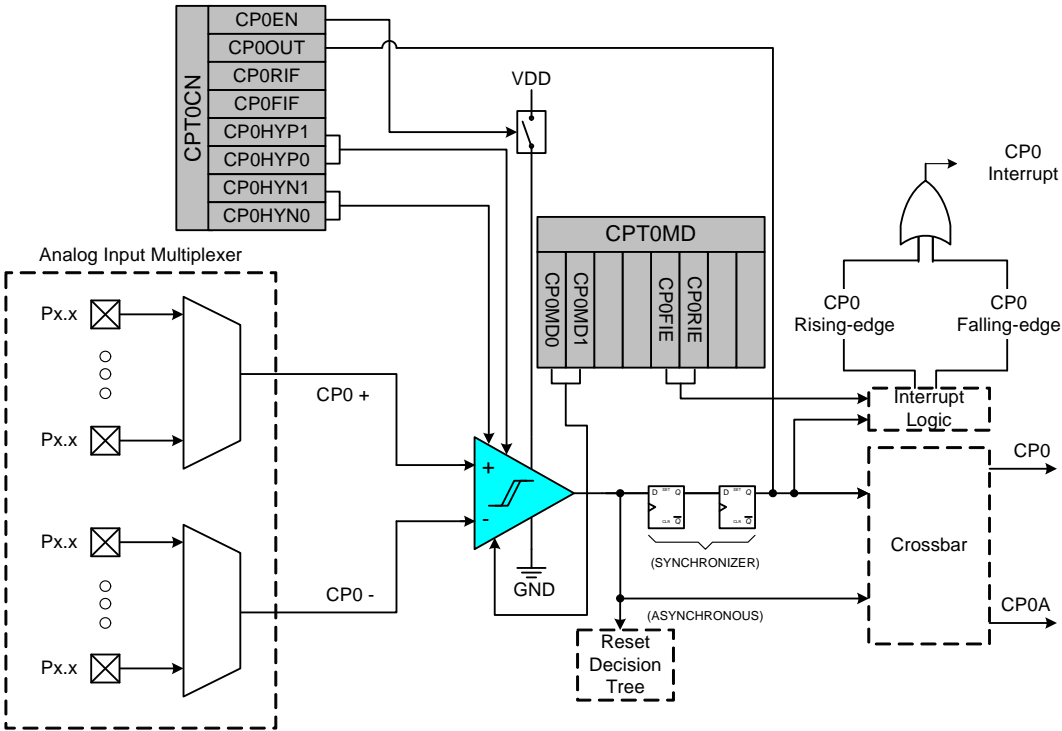 CPT0CN
CP0EN
CP0OUT
CP0RIF
CP0FIF
CP0HYP1
CP0HYP0
CP0HYN1
CP0HYN0
VDD
CP0
Interrupt
CPT0MD
CP0MD0
CP0MD1
CP0FIE
CP0RIE
CP0
Rising-edge
CP0
Falling-edge
Interrupt
Logic
Analog Input Multiplexer
Px.x
Px.x
CP0 +
Px.x
Px.x
CP0 -
+
-
GND
D SET Q
CLR Q
D SET Q
CLR Q
(SYNCHRONIZER)
(ASYNCHRONOUS)
Reset
Decision
Tree
Crossbar
CP0
CP0A